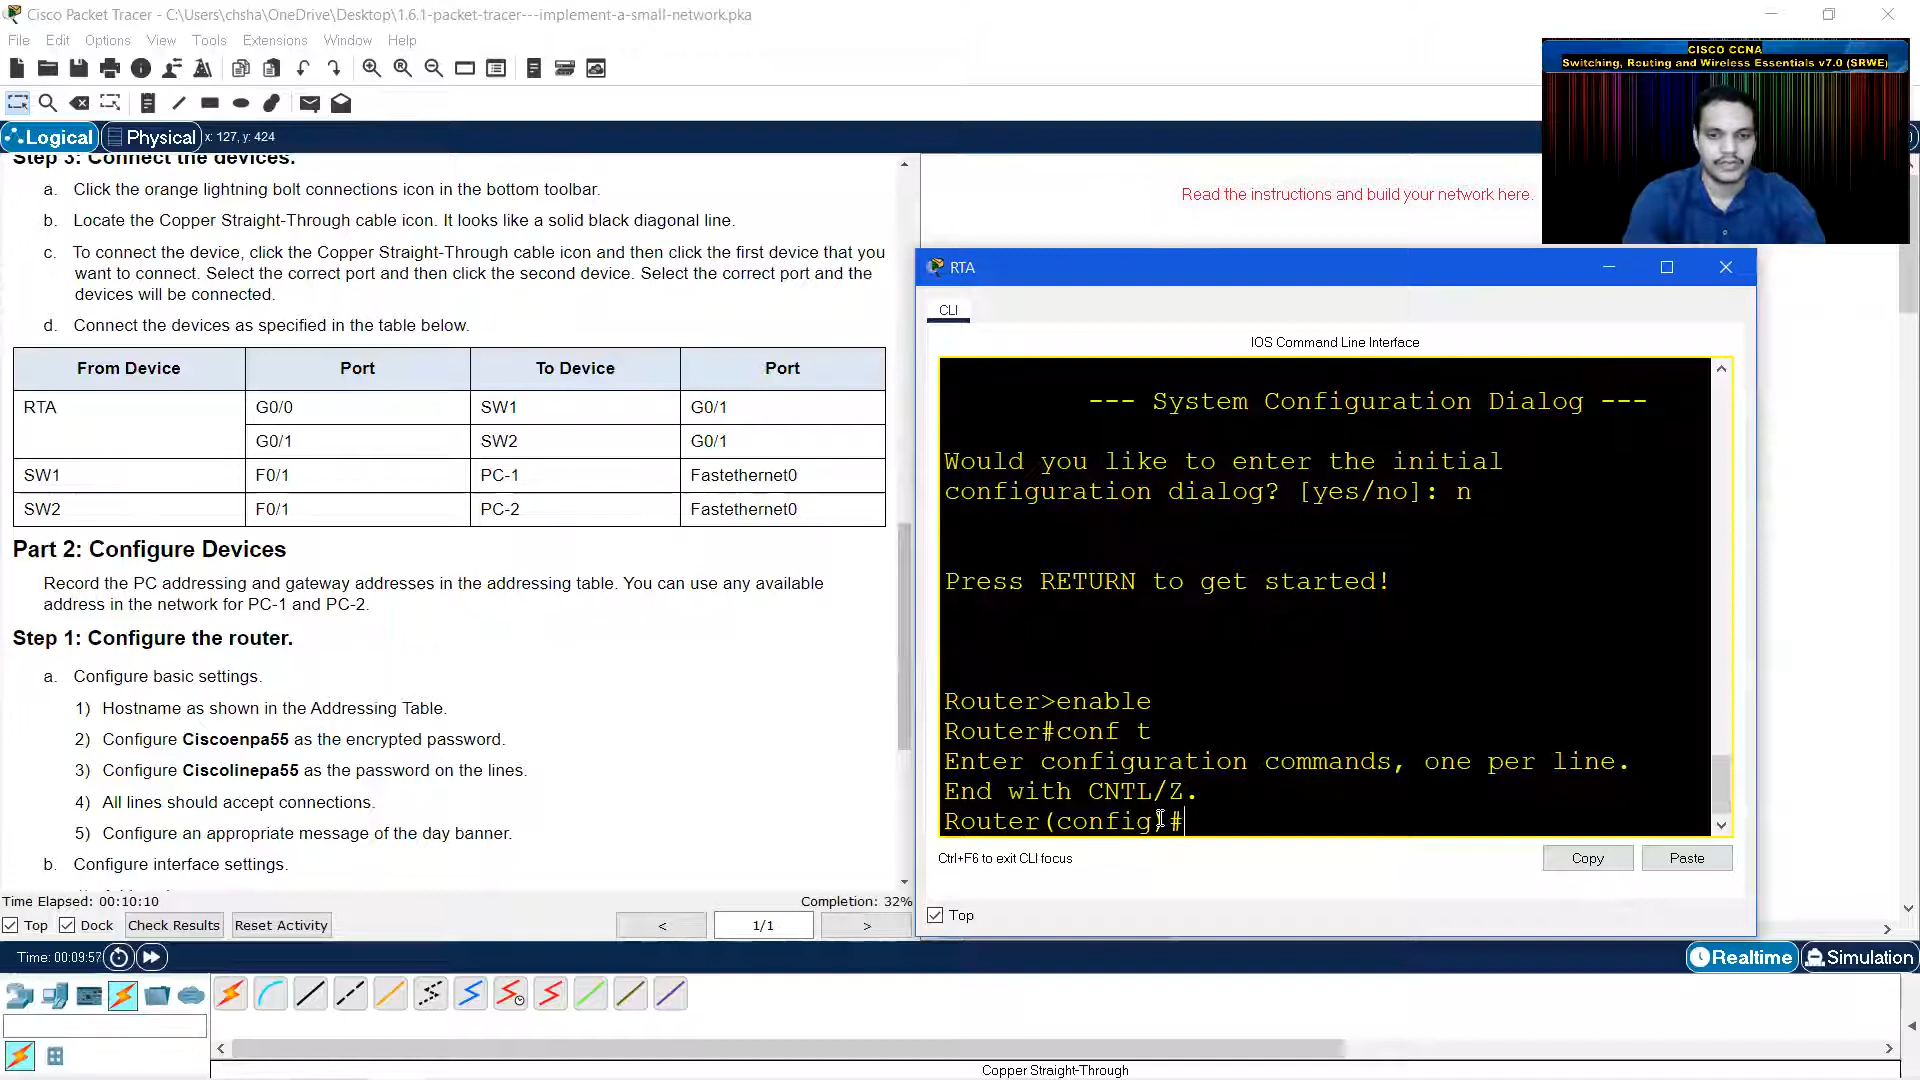 Cisco Packet Tracer - C:\Users\chsha\OneDrive\Desktop\1.6.1-packet-tracer---implement-a-small-network.pka
File Edit Options View Tools Extensions Window Help
CISCO CCNA
Switching, Routing and Wireless Essentials v7.0 (SRWE)
Logical Physical x: 127, y: 424
Step 3: Connect the devices.
a. Click the orange lightning bolt connections icon in the bottom toolbar.
b. Locate the Copper Straight-Through cable icon. It looks like a solid black diagonal line.
c. To connect the device, click the Copper Straight-Through cable icon and then click the first device that you
want to connect. Select the correct port and then click the second device. Select the correct port and the
devices will be connected.
d. Connect the devices as specified in the table below.
From Device Port To Device Port
RTA G0/0 SW1 G0/1
G0/1 SW2 G0/1
SW1 F0/1 PC-1 Fastethernet0
SW2 F0/1 PC-2 Fastethernet0
Part 2: Configure Devices
Record the PC addressing and gateway addresses in the addressing table. You can use any available
address in the network for PC-1 and PC-2.
Step 1: Configure the router.
a. Configure basic settings.
1) Hostname as shown in the Addressing Table.
2) Configure Ciscoenpa55 as the encrypted password.
3) Configure Ciscolinepa55 as the password on the lines.
4) All lines should accept connections.
5) Configure an appropriate message of the day banner.
b. Configure interface settings.
Time Elapsed: 00:10:10 Completion: 32%
Top Dock Check Results Reset Activity < 1/1 >
Read the instructions and build your network here.
RTA
CLI
IOS Command Line Interface
--- System Configuration Dialog ---
Would you like to enter the initial
configuration dialog? [yes/no]: n
Press RETURN to get started!
Router>enable
Router#conf t
Enter configuration commands, one per line.
End with CNTL/Z.
Router(config)#
Ctrl+F6 to exit CLI focus
Copy Paste
Top
Time: 00:09:57
Realtime Simulation
Copper Straight-Through